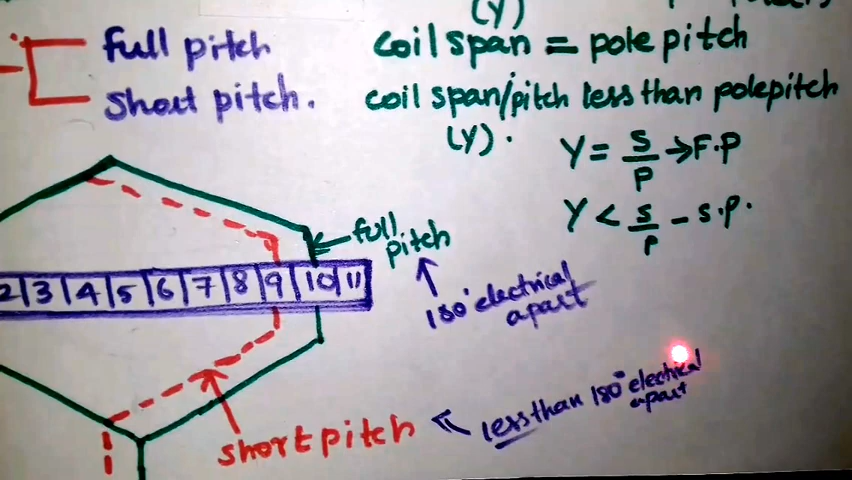 (Y)
full pitch
coil span = pole pitch
short pitch.
coil span/pitch less than polepitch
(Y).
Y = S/P → F.P
Y < S/P - S.P.
full pitch
2 3 4 5 6 7 8 9 10 11
180° electrical
apart
less than 180° electrical
apart
short pitch